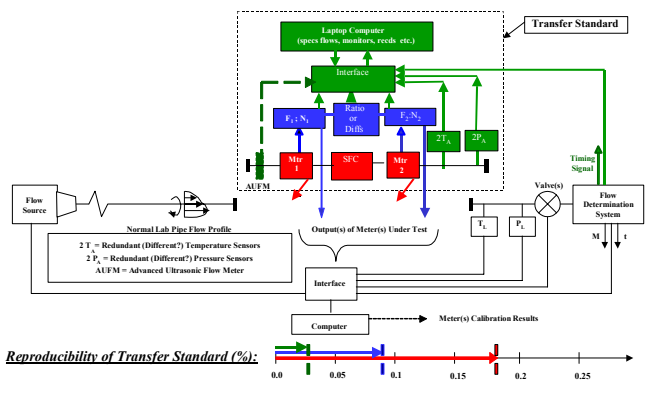 Transfer Standard
Laptop Computer
(specs flows, monitors, recds etc.)
Interface
F1 ; N1
Ratio
or
Diffs
F2.N2
2TA
2PA
Mtr
1
SFC
Mtr
2
AUFM
Timing
Signal
Flow
Source
Valve(s)
Flow
Determination
System
TL
PL
M
t
Normal Lab Pipe Flow Profile
Output(s) of Meter(s) Under Test
2 TA = Redundant (Different?) Temperature Sensors
2 PA = Redundant (Different?) Pressure Sensors
AUFM = Advanced Ultrasonic Flow Meter
Interface
Computer
Meter(s) Calibration Results
Reproducibility of Transfer Standard (%):
0.0 0.05 0.1 0.15 0.2 0.25